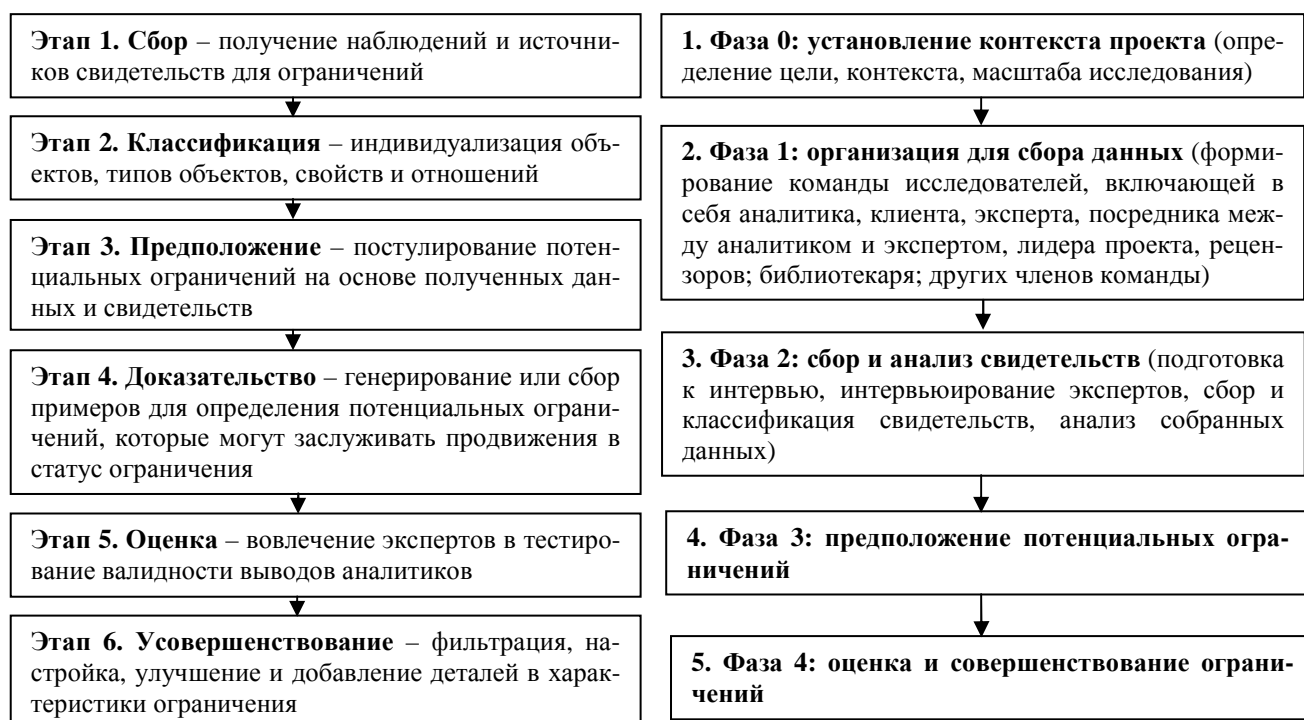 Этап 1. Сбор – получение наблюдений и источни-
ков свидетельств для ограничений
Этап 2. Классификация – индивидуализация объ-
ектов, типов объектов, свойств и отношений
Этап 3. Предположение – постулирование потен-
циальных ограничений на основе полученных дан-
ных и свидетельств
Этап 4. Доказательство – генерирование или сбор
примеров для определения потенциальных ограни-
чений, которые могут заслуживать продвижения в
статус ограничения
Этап 5. Оценка – вовлечение экспертов в тестиро-
вание валидности выводов аналитиков
Этап 6. Усовершенствование – фильтрация, на-
стройка, улучшение и добавление деталей в харак-
теристики ограничения
1. Фаза 0: установление контекста проекта (опре-
деление цели, контекста, масштаба исследования)
2. Фаза 1: организация для сбора данных (форми-
рование команды исследователей, включающей в
себя аналитика, клиента, эксперта, посредника меж-
ду аналитиком и экспертом, лидера проекта, рецен-
зоров; библиотекаря; других членов команды)
3. Фаза 2: сбор и анализ свидетельств (подготовка
к интервью, интервьюирование экспертов, сбор и
классификация свидетельств, анализ собранных
данных)
4. Фаза 3: предположение потенциальных огра-
ничений
5. Фаза 4: оценка и совершенствование ограни-
чений